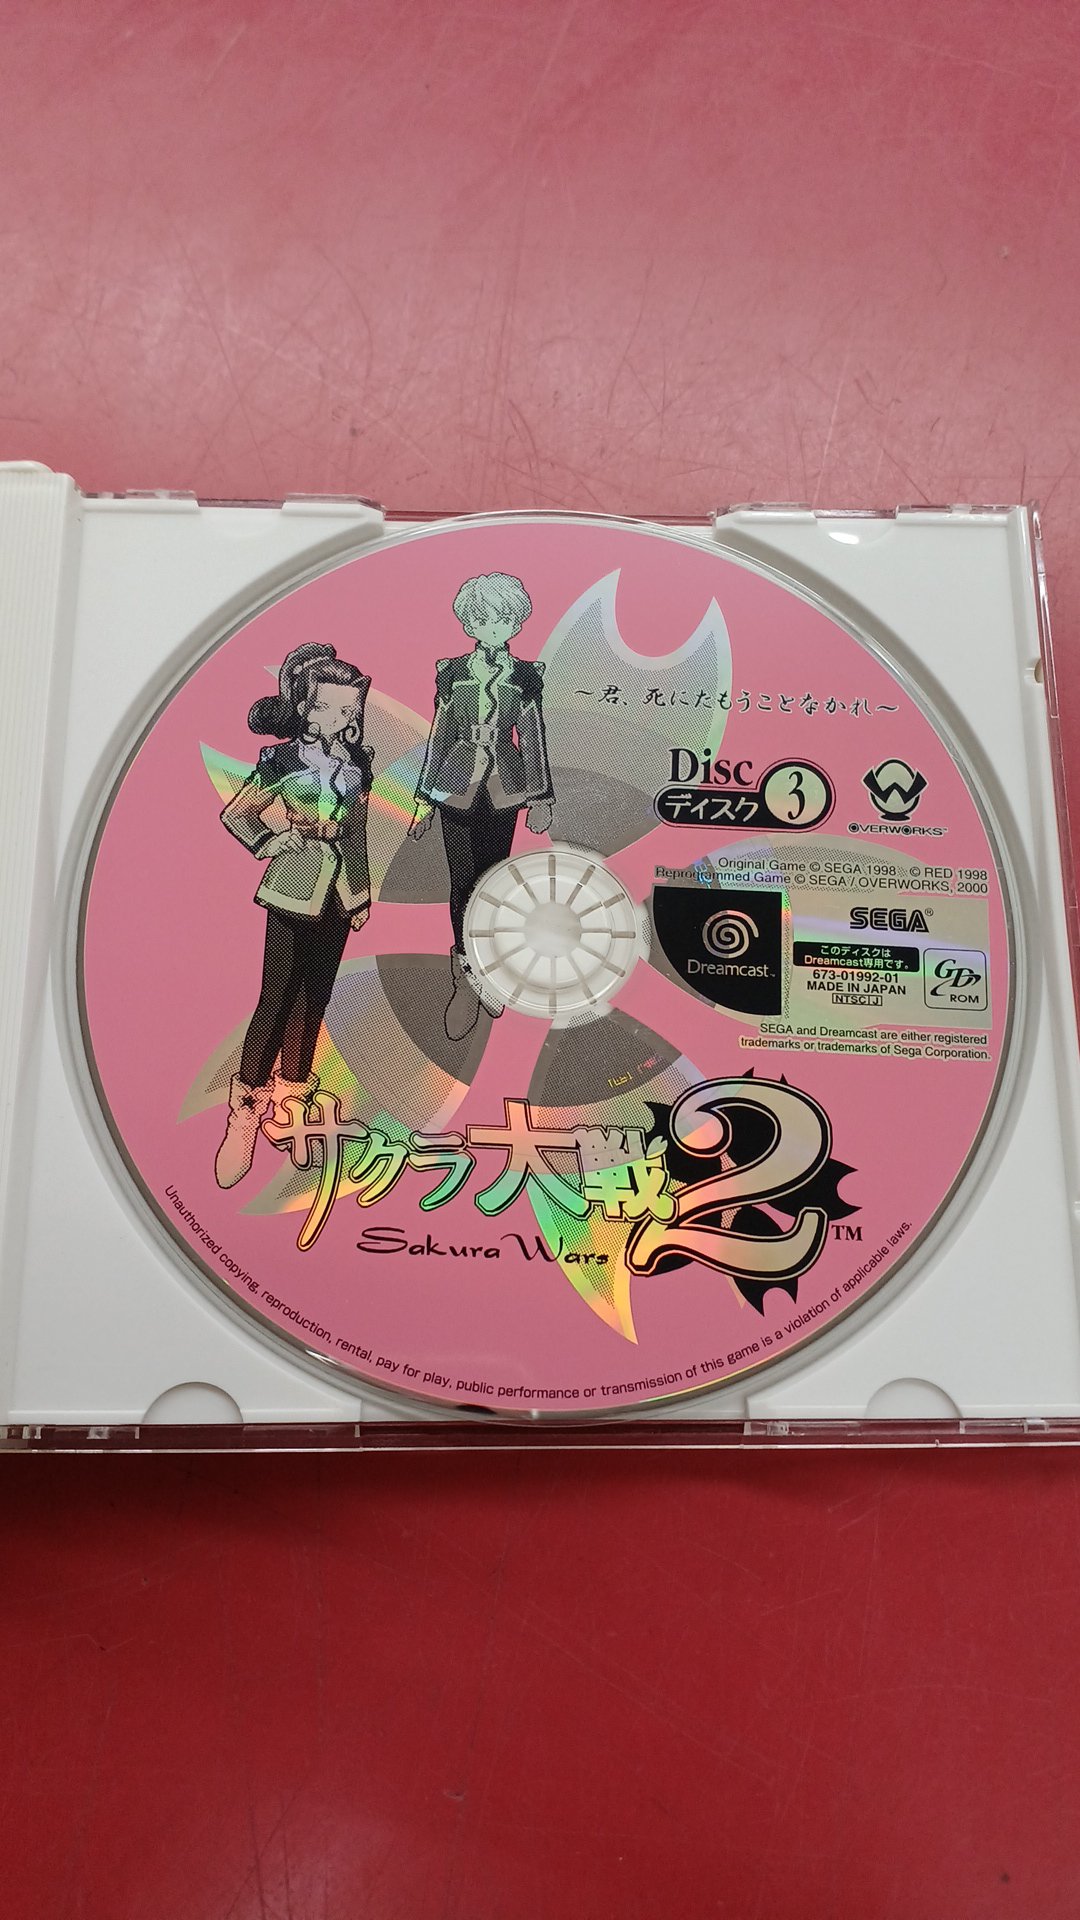 ～君、死にたもうことなかれ～
Disc
ディスク 3
OVERWORKS™
Original Game © SEGA 1998 © RED 1998
Reprogrammed Game © SEGA / OVERWORKS, 2000
SEGA®
Dreamcast™
このディスクは
Dreamcast専用です。
673-01992-01
MADE IN JAPAN
NTSC J
GD
ROM
SEGA and Dreamcast are either registered
trademarks or trademarks of Sega Corporation.
サクラ大戦2™
Sakura Wars
Unauthorized copying, reproduction, rental, pay for play, public performance or transmission of this game is a violation of applicable laws.